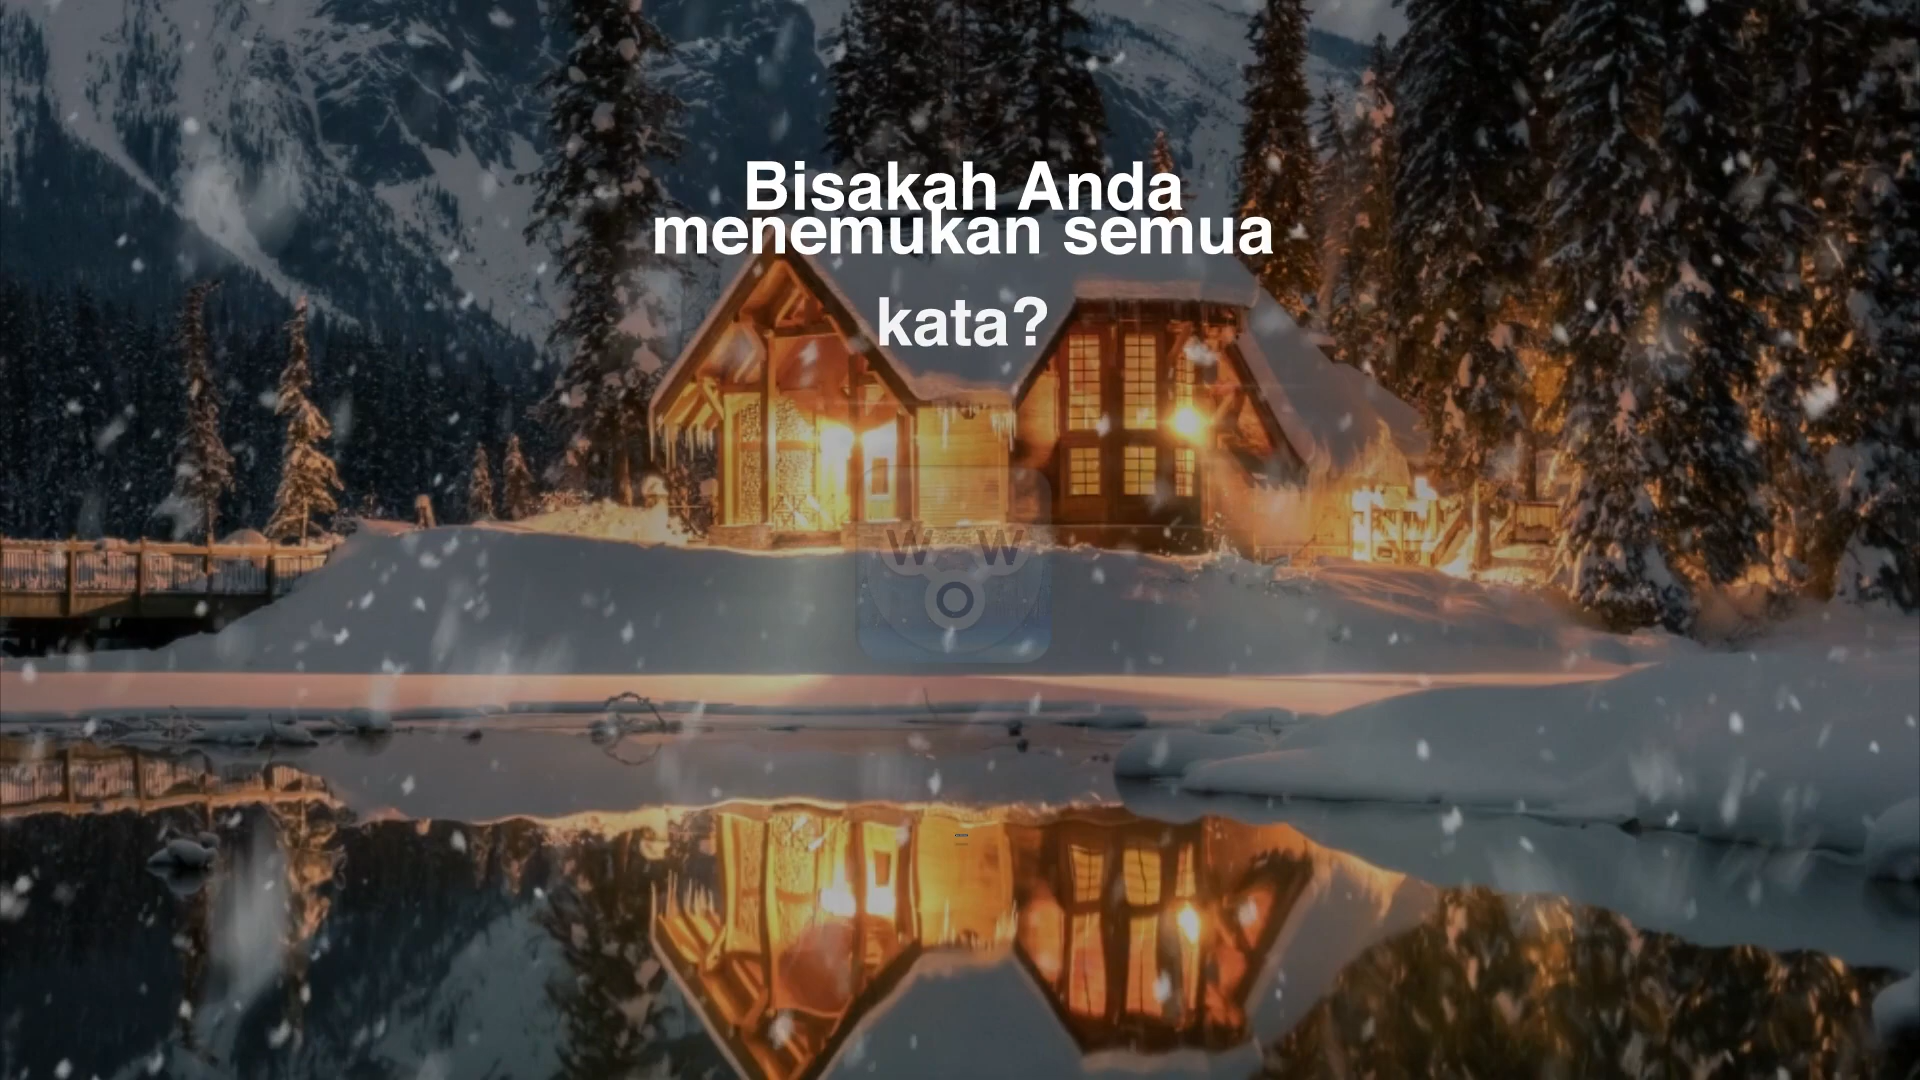 Bisakah Anda
menemukan semua
kata?
W W
O